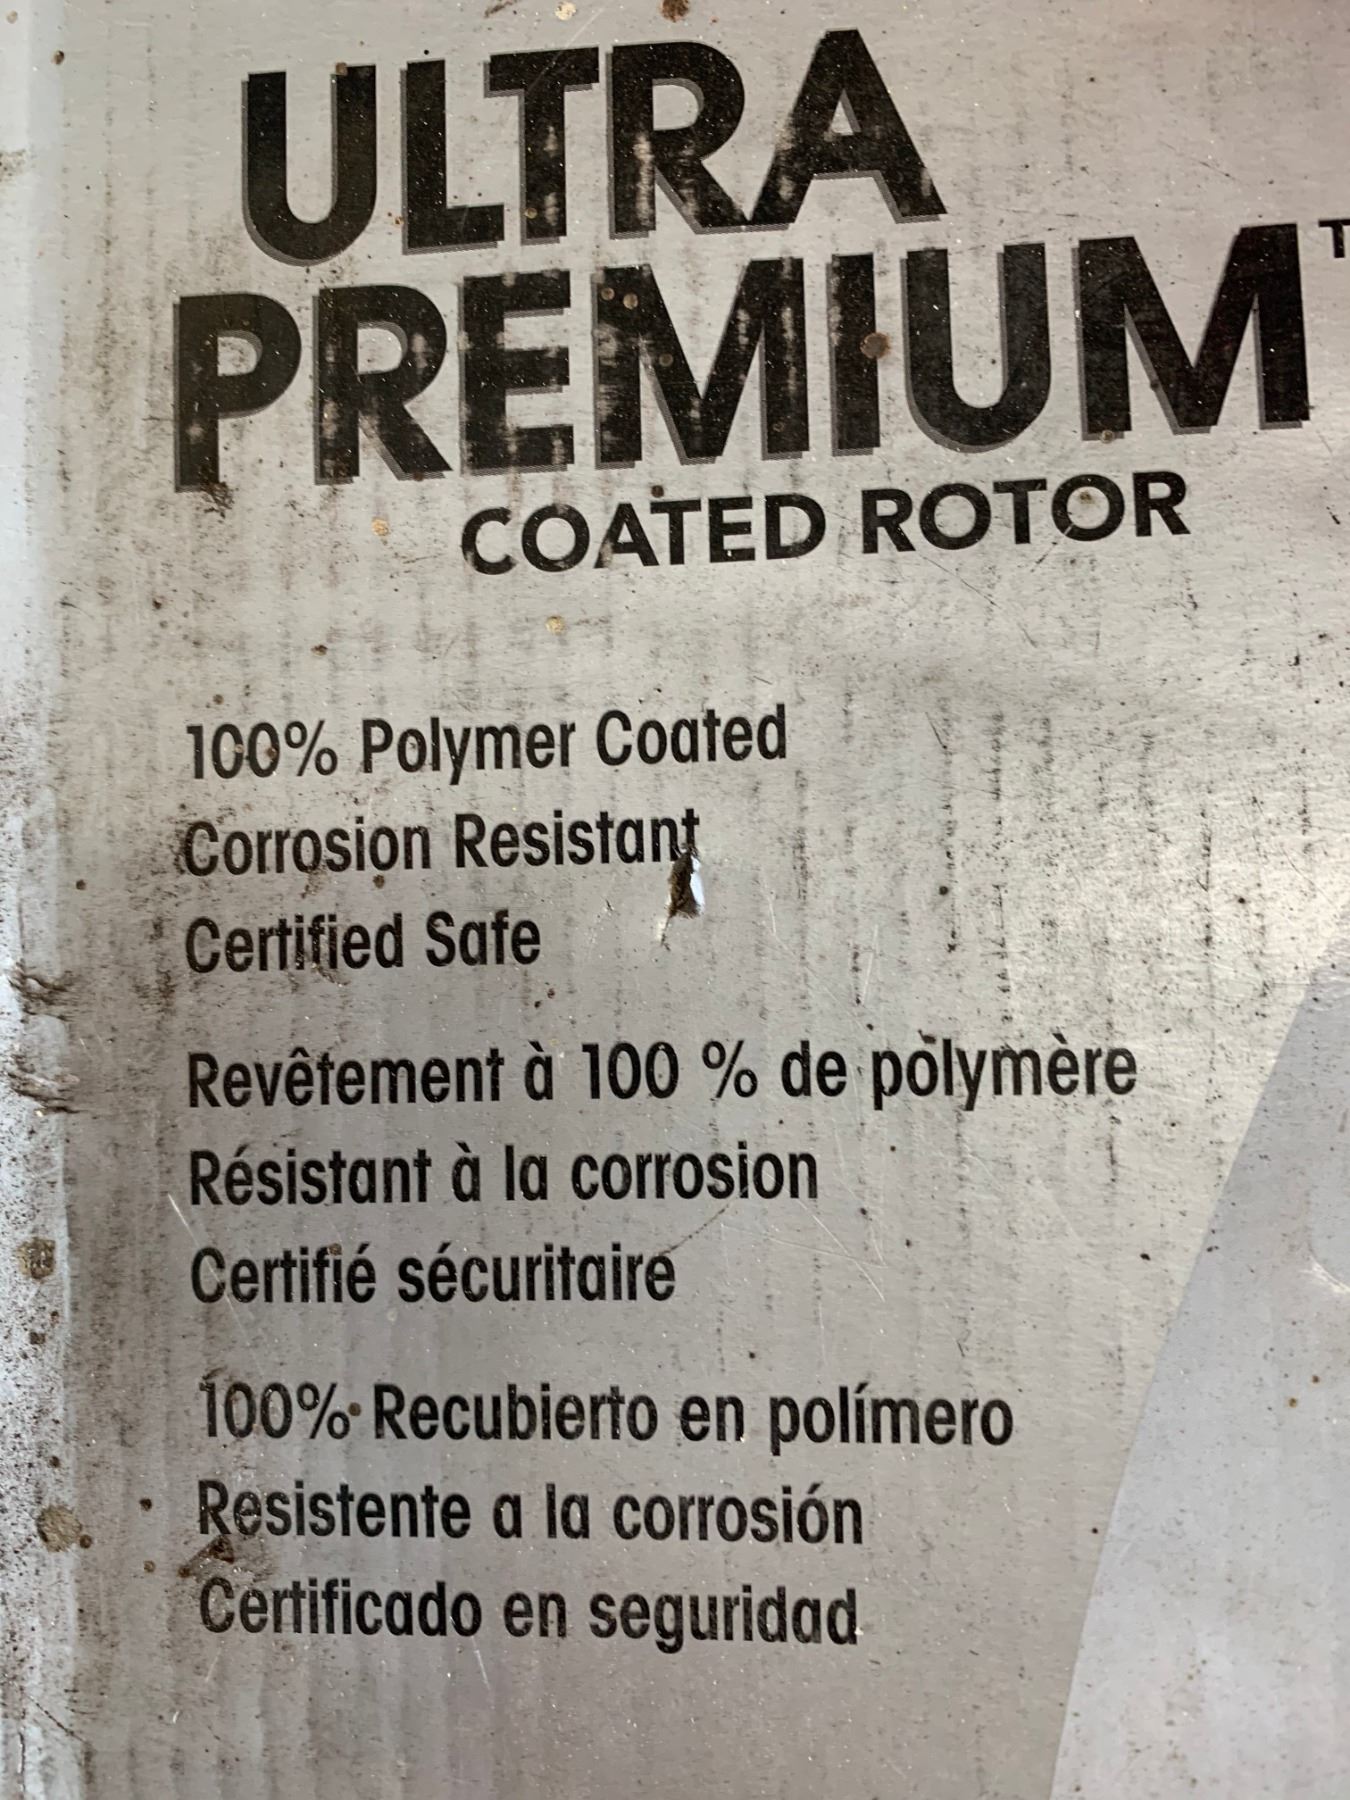 ULTRA
PREMIUM
COATED ROTOR
100% Polymer Coated
Corrosion Resistant
Certified Safe
Revêtement à 100 % de polymère
Résistant à la corrosion
Certifié sécuritaire
100% Recubierto en polímero
Resistente a la corrosión
Certificado en seguridad